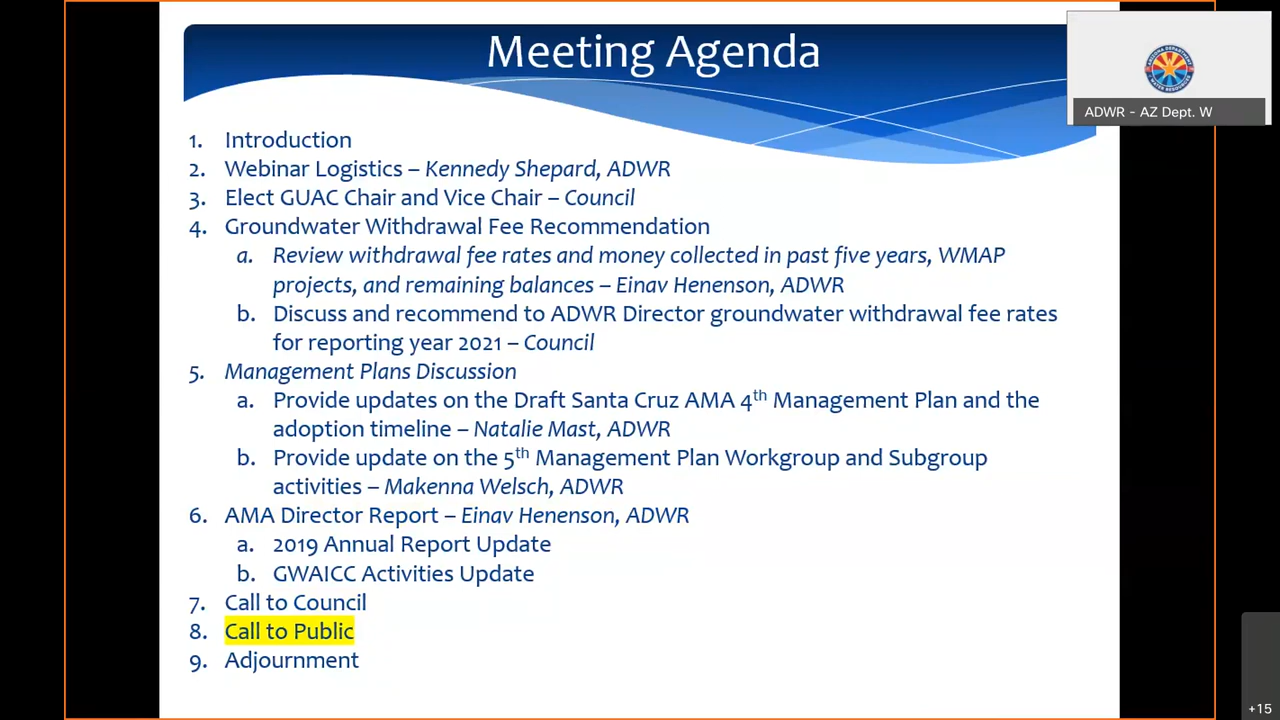 Meeting Agenda
ADWR - AZ Dept. W
1. Introduction
2. Webinar Logistics – Kennedy Shepard, ADWR
3. Elect GUAC Chair and Vice Chair – Council
4. Groundwater Withdrawal Fee Recommendation
a. Review withdrawal fee rates and money collected in past five years, WMAP
projects, and remaining balances – Einav Henenson, ADWR
b. Discuss and recommend to ADWR Director groundwater withdrawal fee rates
for reporting year 2021 – Council
5. Management Plans Discussion
a. Provide updates on the Draft Santa Cruz AMA 4th Management Plan and the
adoption timeline – Natalie Mast, ADWR
b. Provide update on the 5th Management Plan Workgroup and Subgroup
activities – Makenna Welsch, ADWR
6. AMA Director Report – Einav Henenson, ADWR
a. 2019 Annual Report Update
b. GWAICC Activities Update
7. Call to Council
8. Call to Public
9. Adjournment
+15